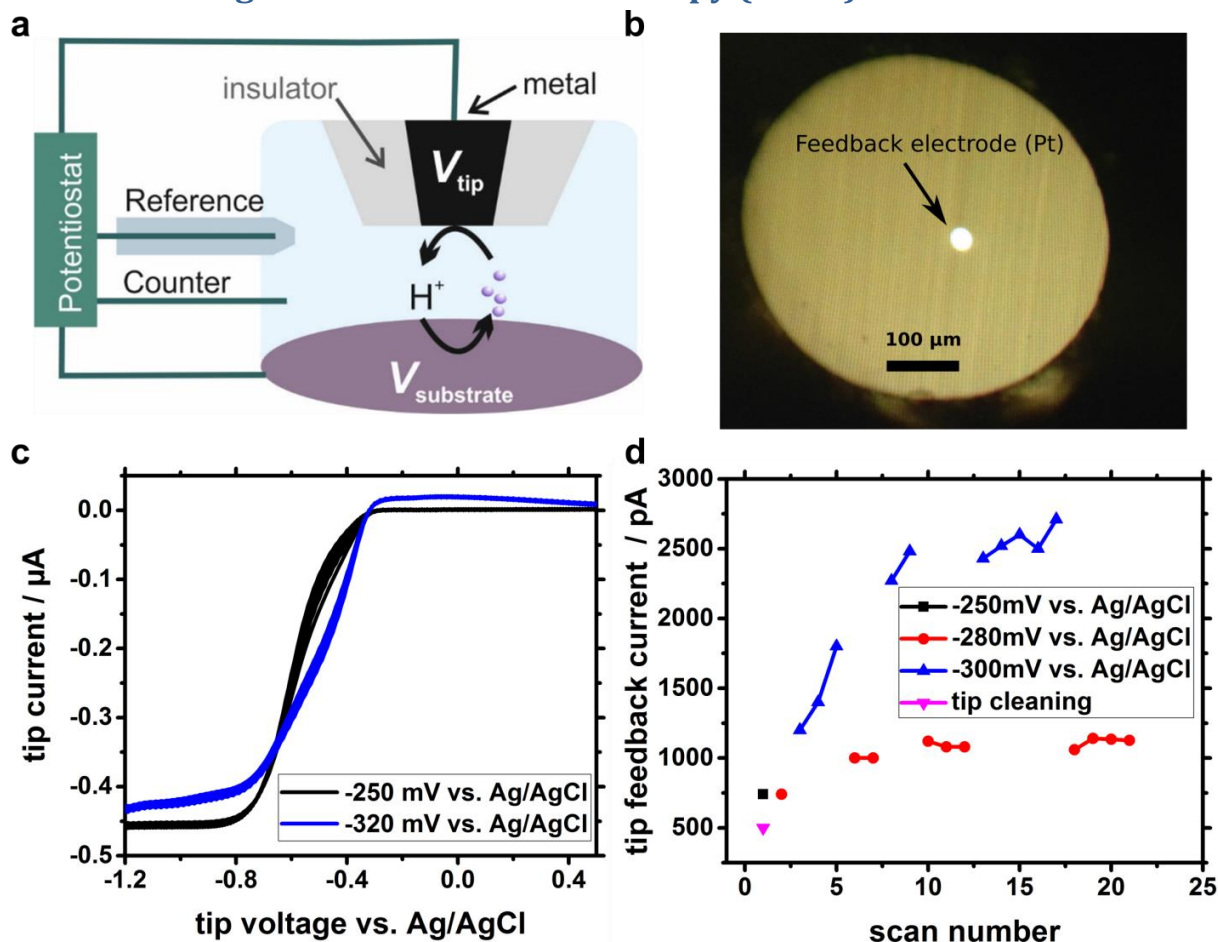 a
insulator
metal
V tip
Reference
Counter
Potentiostat
H+
V substrate
b
Feedback electrode (Pt)
100 µm
c
tip current / µA
0.0
-0.1
-0.2
-0.3
-0.4
-0.5
-250 mV vs. Ag/AgCl
-320 mV vs. Ag/AgCl
-1.2 -0.8 -0.4 0.0 0.4
tip voltage vs. Ag/AgCl
d
tip feedback current / pA
3000
2500
2000
1500
1000
500
-250mV vs. Ag/AgCl
-280mV vs. Ag/AgCl
-300mV vs. Ag/AgCl
tip cleaning
0 5 10 15 20 25
scan number